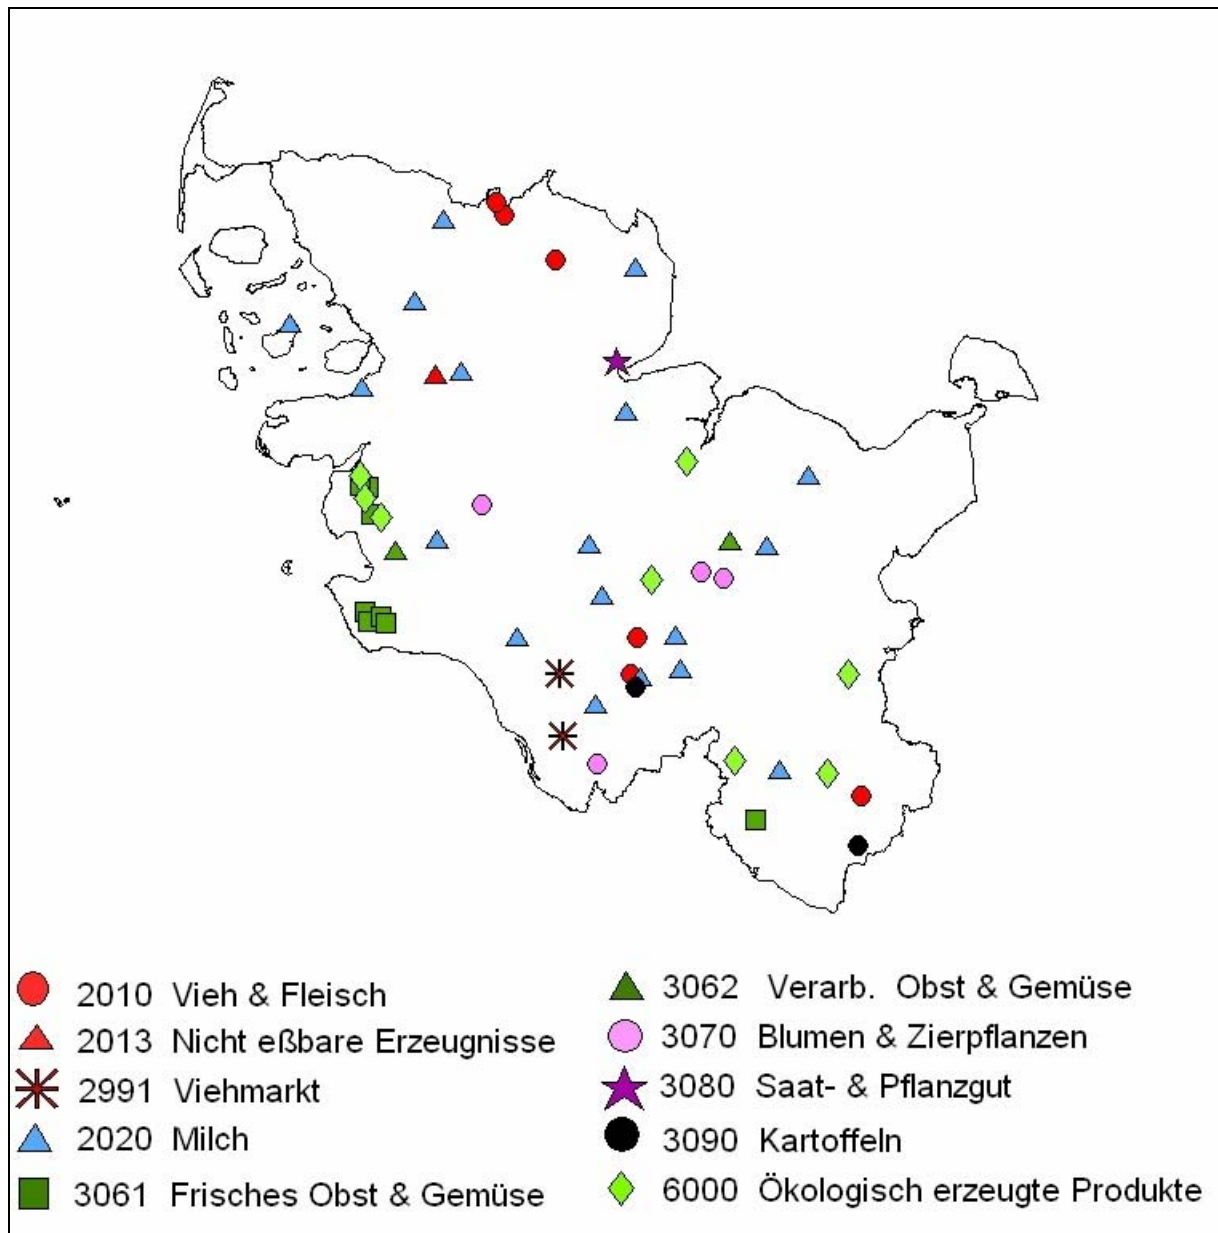 2010 Vieh & Fleisch
2013 Nicht eßbare Erzeugnisse
2991 Viehmarkt
2020 Milch
3061 Frisches Obst & Gemüse
3062 Verarb. Obst & Gemüse
3070 Blumen & Zierpflanzen
3080 Saat- & Pflanzgut
3090 Kartoffeln
6000 Ökologisch erzeugte Produkte